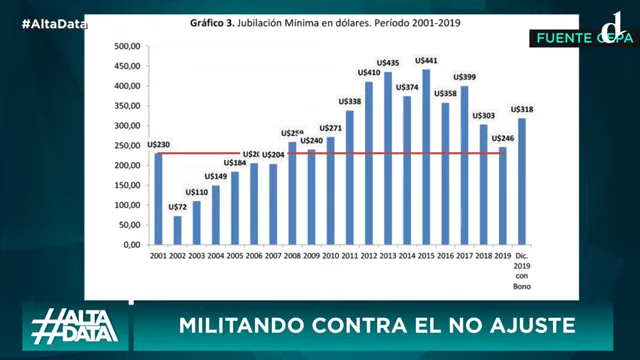 #AltaData
Gráfico 3. Jubilación Mínima en dólares. Período 2001-2019
d
FUENTE CEPA
500,00
450,00
400,00
350,00
300,00
250,00
200,00
150,00
100,00
50,00
0,00
U$230
U$72
U$110
U$149
U$184
U$204
U$240
U$271
U$338
U$410
U$435
U$374
U$441
U$358
U$399
U$303
U$246
U$318
2001 2002 2003 2004 2005 2006 2007 2008 2009 2010 2011 2012 2013 2014 2015 2016 2017 2018 2019 Dic.
2019
con
Bono
#ALTA
DATA
MILITANDO CONTRA EL NO AJUSTE